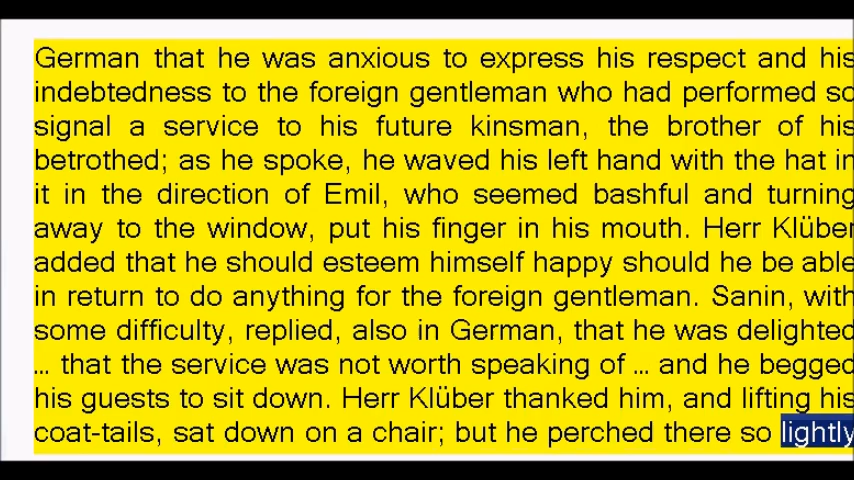 German that he was anxious to express his respect and his
indebtedness to the foreign gentleman who had performed so
signal a service to his future kinsman, the brother of his
betrothed; as he spoke, he waved his left hand with the hat in
it in the direction of Emil, who seemed bashful and turning
away to the window, put his finger in his mouth. Herr Klüber
added that he should esteem himself happy should he be able
in return to do anything for the foreign gentleman. Sanin, with
some difficulty, replied, also in German, that he was delighted
... that the service was not worth speaking of ... and he begged
his guests to sit down. Herr Klüber thanked him, and lifting his
coat-tails, sat down on a chair; but he perched there so lightly